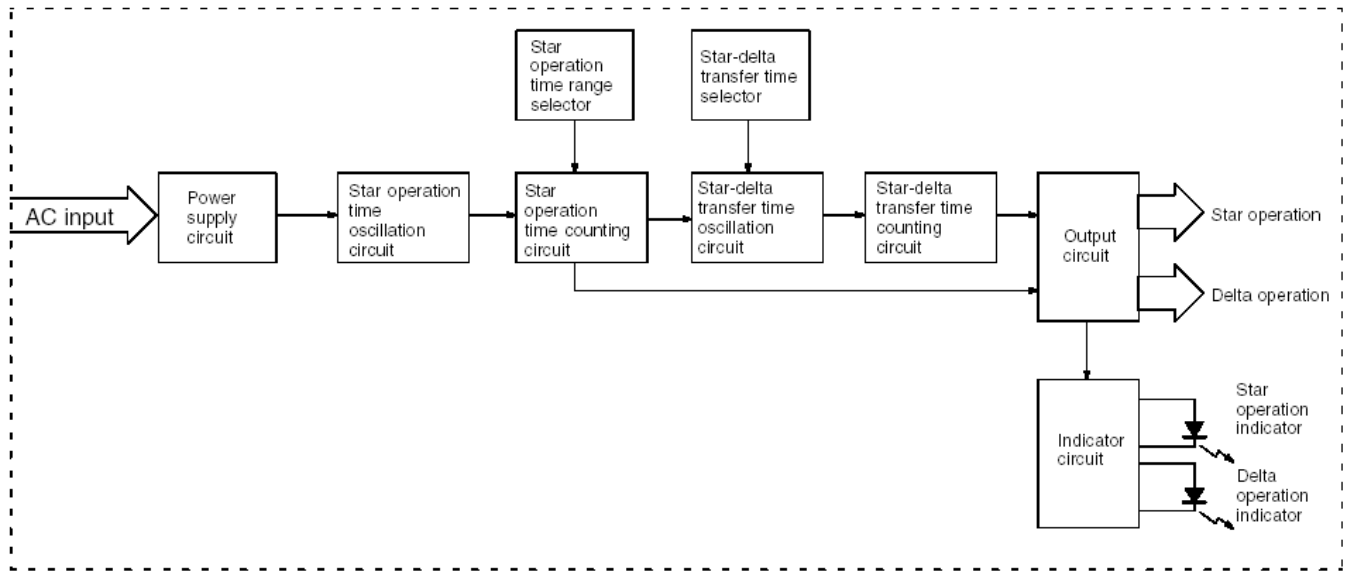 Star
operation
time range
selector
Star-delta
transfer time
selector
AC input
Power
supply
circuit
Star operation
time
oscillation
circuit
Star
operation
time counting
circuit
Star-delta
transfer time
oscillation
circuit
Star-delta
transfer time
counting
circuit
Output
circuit
Star operation
Delta operation
Indicator
circuit
Star
operation
indicator
Delta
operation
indicator